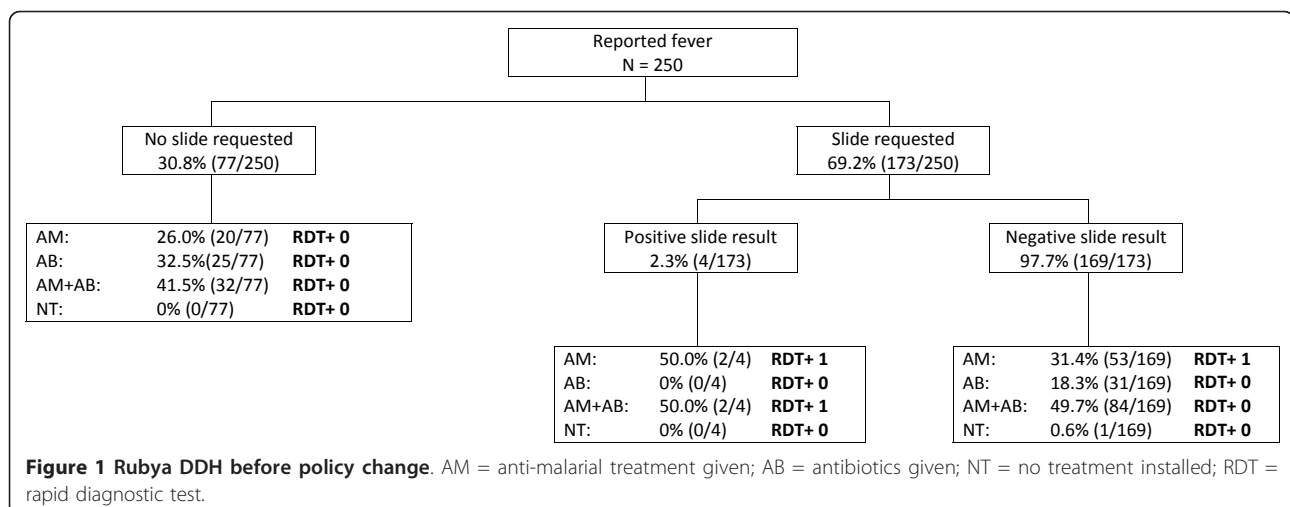 Reported fever
N = 250
No slide requested
30.8% (77/250)
Slide requested
69.2% (173/250)
AM: 26.0% (20/77) RDT+ 0
AB: 32.5%(25/77) RDT+ 0
AM+AB: 41.5% (32/77) RDT+ 0
NT: 0% (0/77) RDT+ 0
Positive slide result
2.3% (4/173)
Negative slide result
97.7% (169/173)
AM: 50.0% (2/4) RDT+ 1
AB: 0% (0/4) RDT+ 0
AM+AB: 50.0% (2/4) RDT+ 1
NT: 0% (0/4) RDT+ 0
AM: 31.4% (53/169) RDT+ 1
AB: 18.3% (31/169) RDT+ 0
AM+AB: 49.7% (84/169) RDT+ 0
NT: 0.6% (1/169) RDT+ 0
Figure 1 Rubya DDH before policy change. AM = anti-malarial treatment given; AB = antibiotics given; NT = no treatment installed; RDT =
rapid diagnostic test.